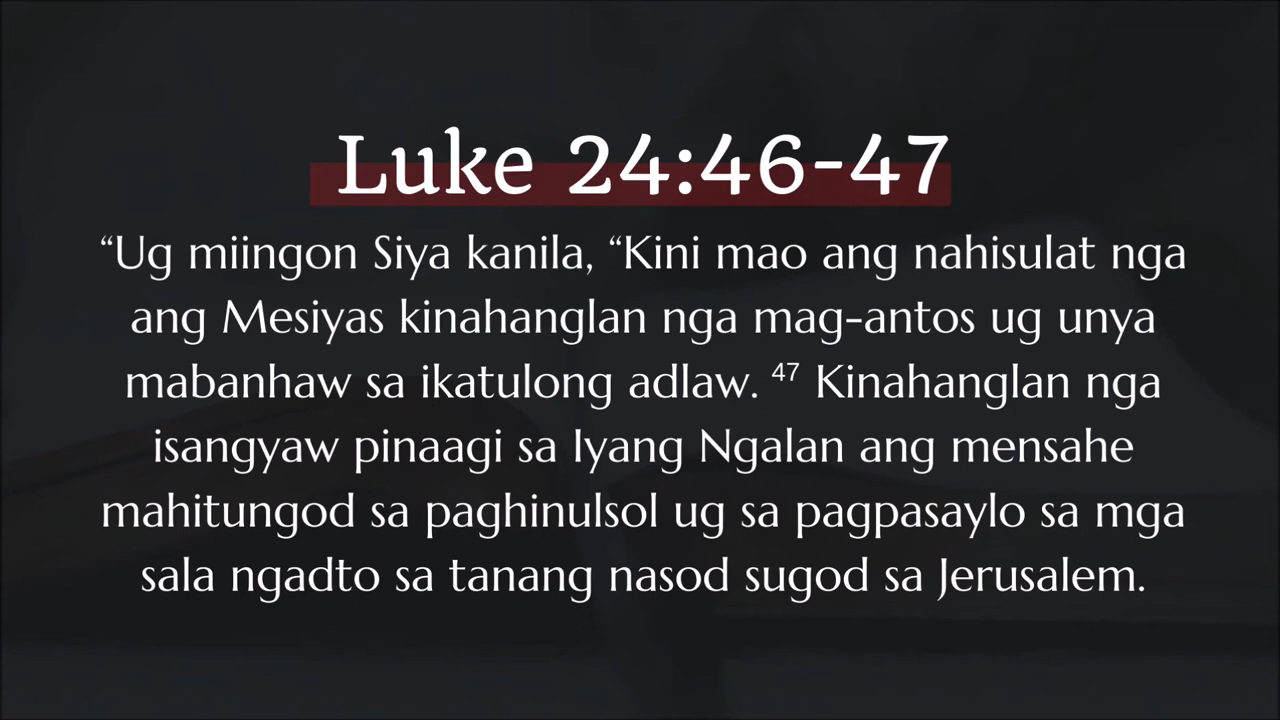 Luke 24:46-47
“Ug miingon Siya kanila, “Kini mao ang nahisulat nga
ang Mesiyas kinahanglan nga mag-antos ug unya
mabanhaw sa ikatulong adlaw. ⁴⁷ Kinahanglan nga
isangyaw pinaagi sa Iyang Ngalan ang mensahe
mahitungod sa paghinulsol ug sa pagpasaylo sa mga
sala ngadto sa tanang nasod sugod sa Jerusalem.